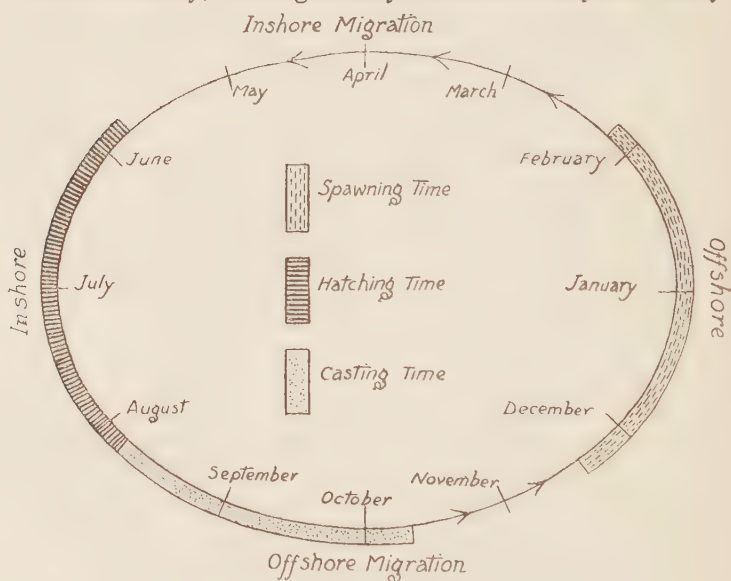 Inshore Migration
April
May
March
June
February
Spawning Time
Inshore
Offshore
July
Hatching Time
January
Casting Time
August
December
September
November
October
Offshore Migration